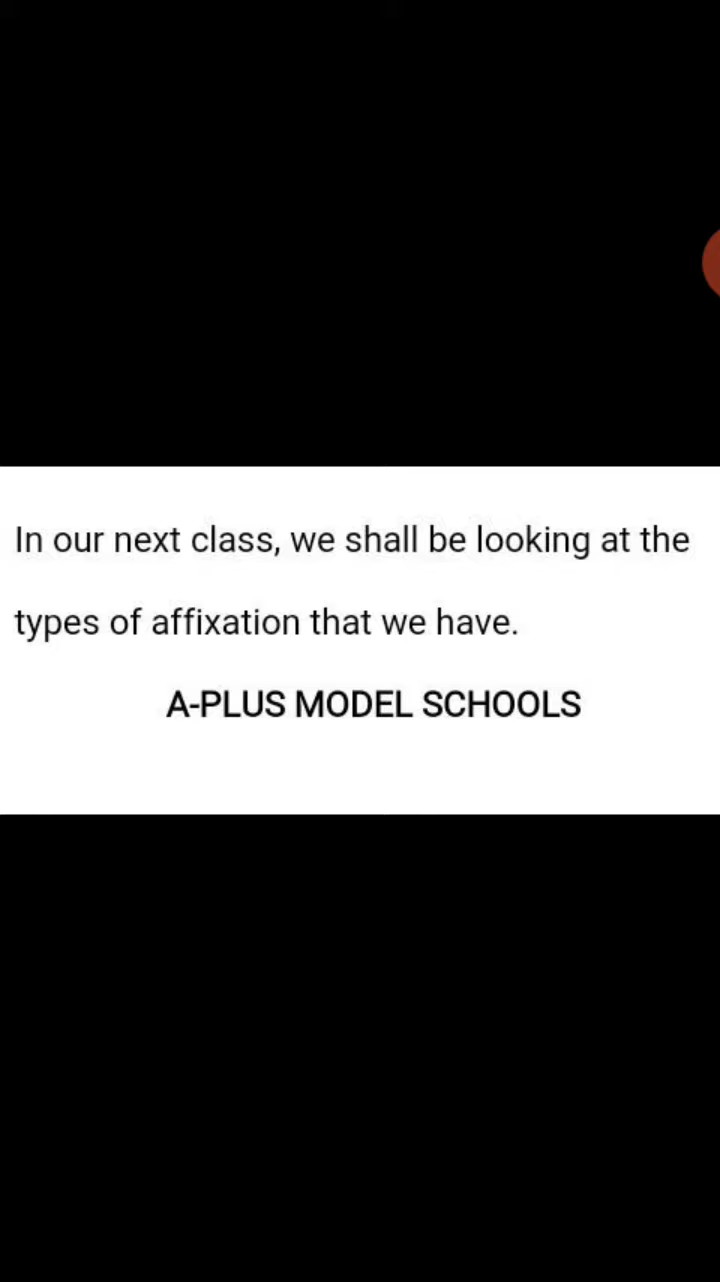 In our next class, we shall be looking at the
types of affixation that we have.
A-PLUS MODEL SCHOOLS